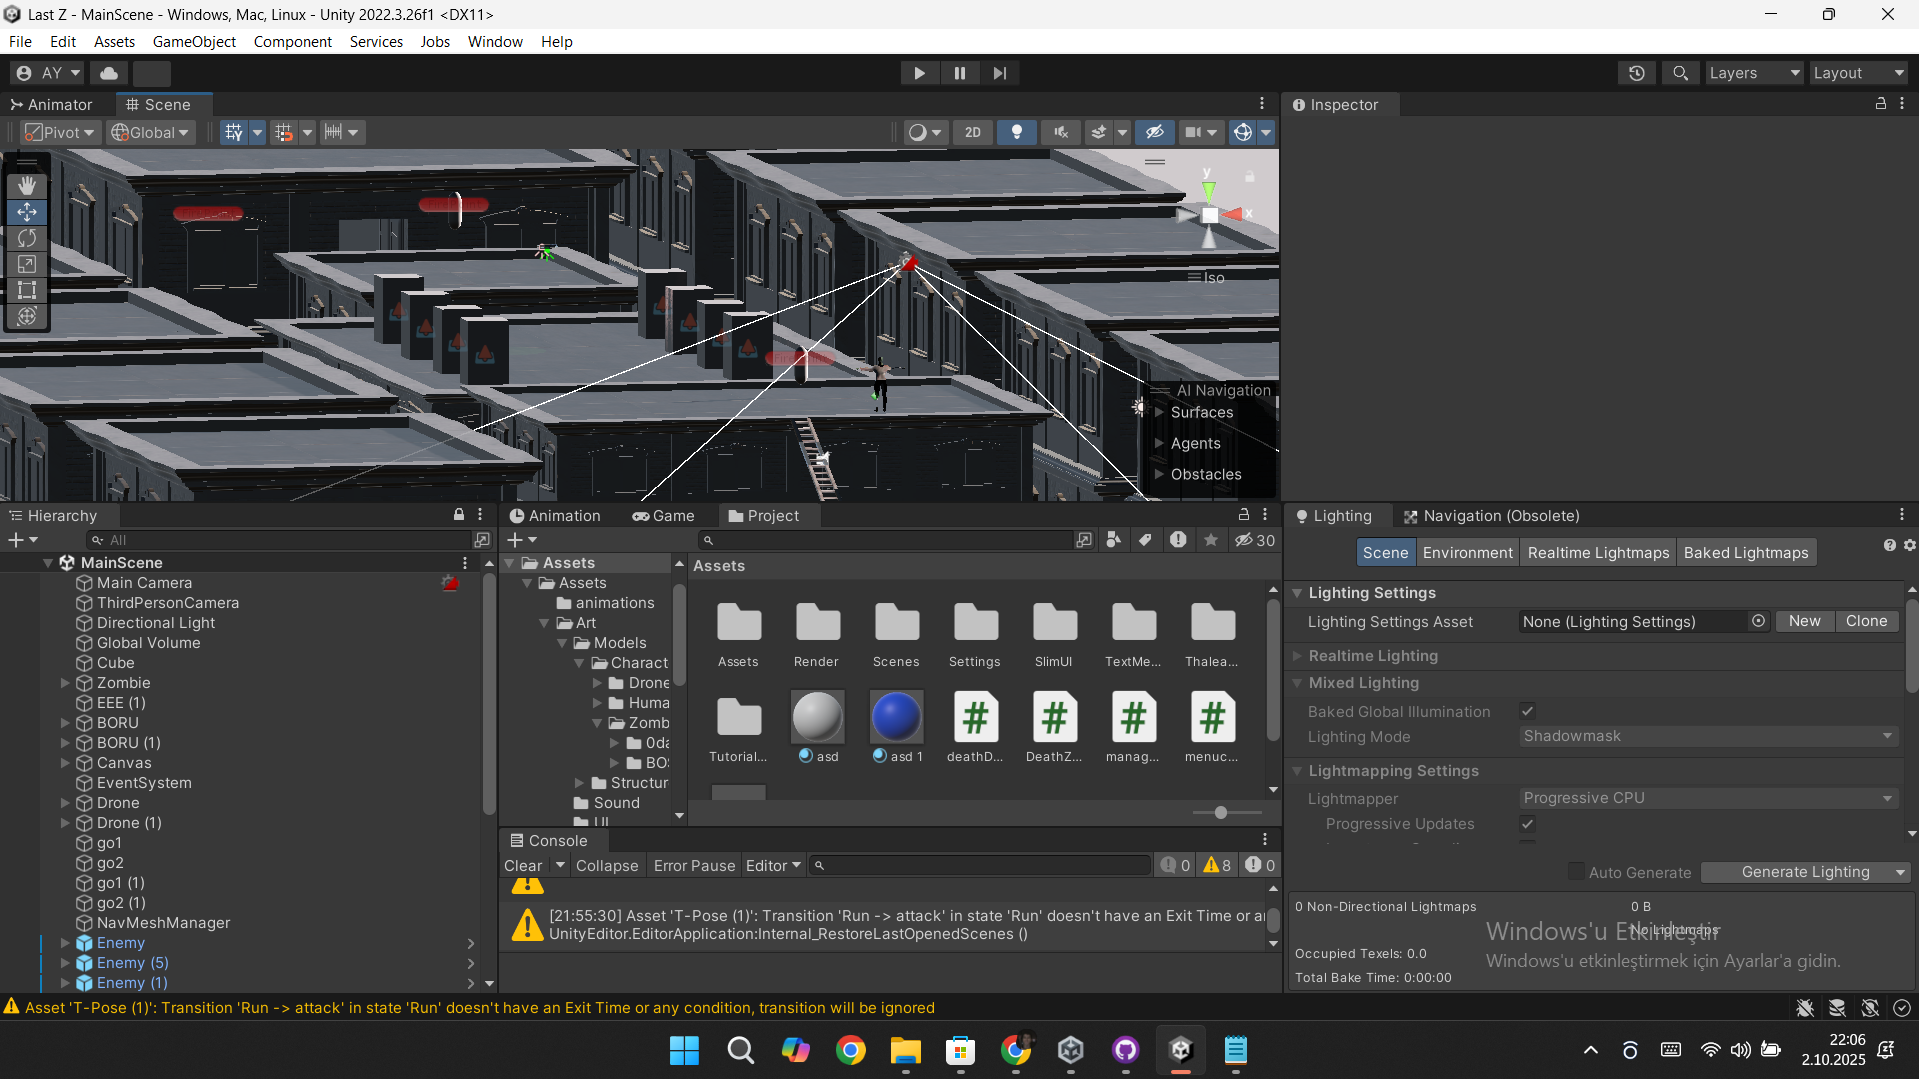 Last Z - MainScene - Windows, Mac, Linux - Unity 2022.3.26f1 <DX11>
File Edit Assets GameObject Component Services Jobs Window Help
AY Layers Layout
Animator Scene Inspector
Pivot Global 2D
y
x
Iso
AI Navigation
Surfaces
Agents
Obstacles
Hierarchy
All
MainScene
Main Camera
ThirdPersonCamera
Directional Light
Global Volume
Cube
Zombie
EEE (1)
BORU
BORU (1)
Canvas
EventSystem
Drone
Drone (1)
go1
go2
go1 (1)
go2 (1)
NavMeshManager
Enemy
Enemy (5)
Enemy (1)
Animation Game Project
30
Assets
Assets
animations
Art
Models
Charact
Drone
Huma
Zomb
0da
Structur
Sound
UI
Assets
Assets Render Scenes Settings SlimUI TextMe... Thalea...
Tutorial... asd asd 1 deathD... DeathZ... manag... menuc...
Console
Clear Collapse Error Pause Editor 0 8 0
[21:55:30] Asset 'T-Pose (1)': Transition 'Run -> attack' in state 'Run' doesn't have an Exit Time or a
UnityEditor.EditorApplication:Internal_RestoreLastOpenedScenes ()
Lighting Navigation (Obsolete)
Scene Environment Realtime Lightmaps Baked Lightmaps
Lighting Settings
Lighting Settings Asset None (Lighting Settings) New Clone
Realtime Lighting
Mixed Lighting
Baked Global Illumination
Lighting Mode Shadowmask
Lightmapping Settings
Lightmapper Progressive CPU
Progressive Updates
Auto Generate Generate Lighting
0 Non-Directional Lightmaps 0 B
No Lightmaps
Occupied Texels: 0.0
Total Bake Time: 0:00:00
Windows'u Etkinleştir
Windows'u etkinleştirmek için Ayarlar'a gidin.
Asset 'T-Pose (1)': Transition 'Run -> attack' in state 'Run' doesn't have an Exit Time or any condition, transition will be ignored
22:06
2.10.2025